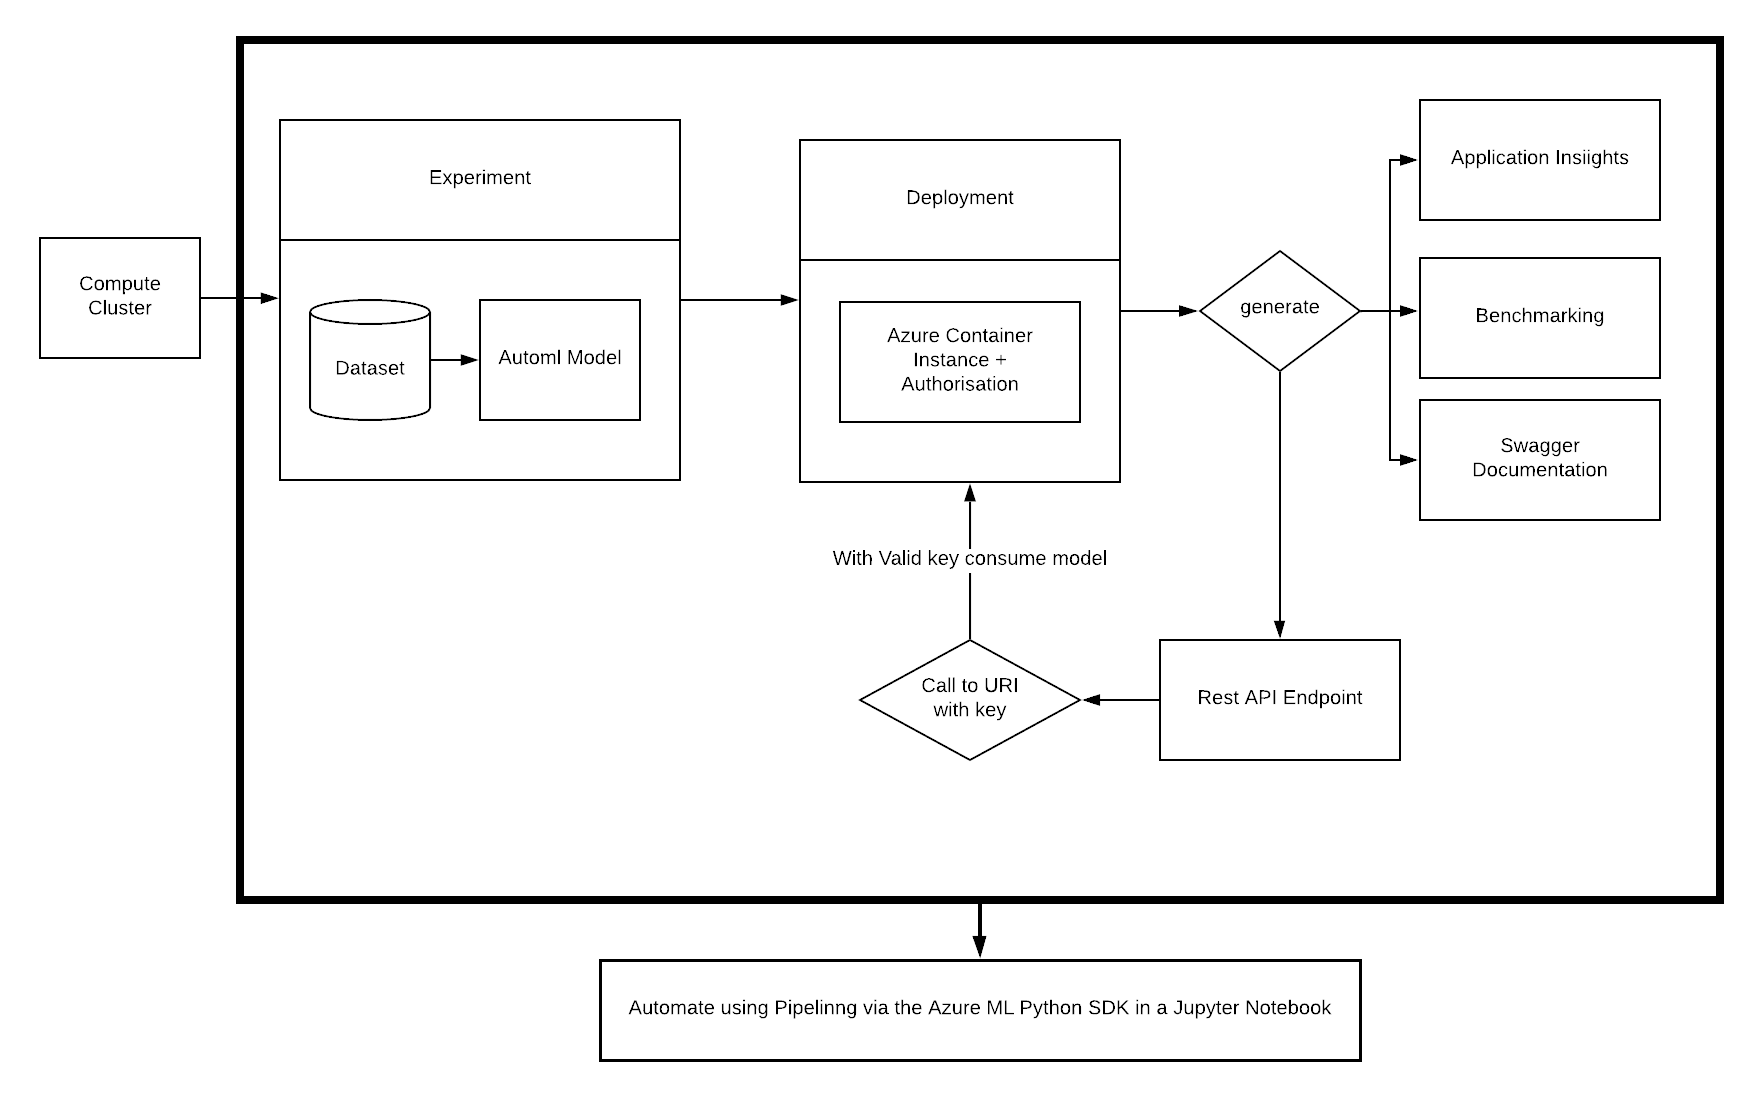 Experiment
Deployment
Application Insiights
Compute
Cluster
Dataset
Automl Model
Azure Container
Instance +
Authorisation
generate
Benchmarking
Swagger
Documentation
With Valid key consume model
Call to URI
with key
Rest API Endpoint
Automate using Pipelinng via the Azure ML Python SDK in a Jupyter Notebook